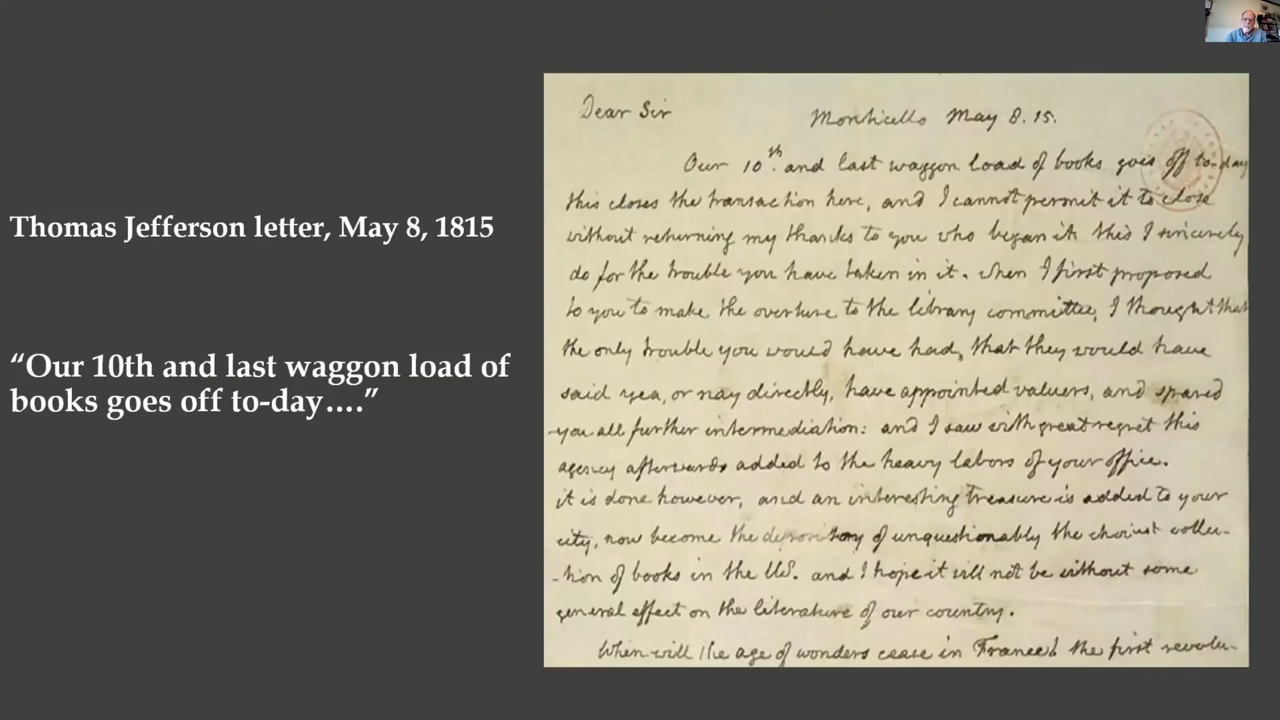 Thomas Jefferson letter, May 8, 1815
“Our 10th and last waggon load of
books goes off to-day….”
Dear Sir
Monticello May 8. 15.
Our 10th. and last waggon load of books goes off to-day
this closes the transaction here, and I cannot permit it to close
without returning my thanks to you who began it. this I sincerely
do for the trouble you have taken in it. when I first proposed
to you to make the overture to the library committee, I thought that
the only trouble you would have had, that they would have
said yea, or nay directly, have appointed valuers, and spared
you all further intermediation: and I saw with great regret this
agency afterwards added to the heavy labors of your office.
it is done however, and an interesting treasure is added to your
city, now become the depository of unquestionably the choicest collec-
-tion of books in the US. and I hope it will not be without some
general effect on the literature of our country.
When will the age of wonders cease in France? the first revolu-